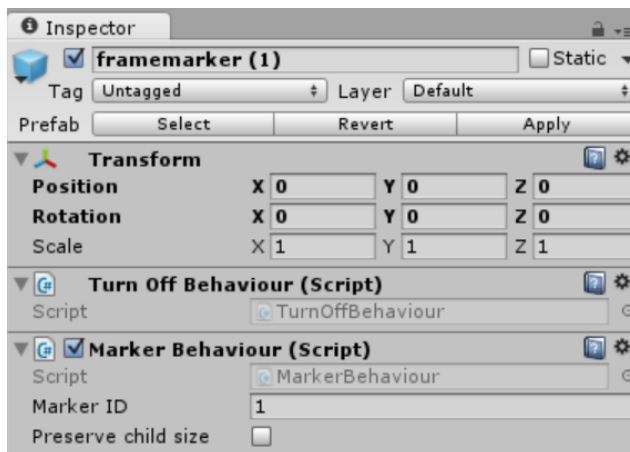 Inspector
framemarker (1) Static
Tag Untagged Layer Default
Prefab Select Revert Apply
Transform
Position X 0 Y 0 Z 0
Rotation X 0 Y 0 Z 0
Scale X 1 Y 1 Z 1
Turn Off Behaviour (Script)
Script TurnOffBehaviour
Marker Behaviour (Script)
Script MarkerBehaviour
Marker ID 1
Preserve child size